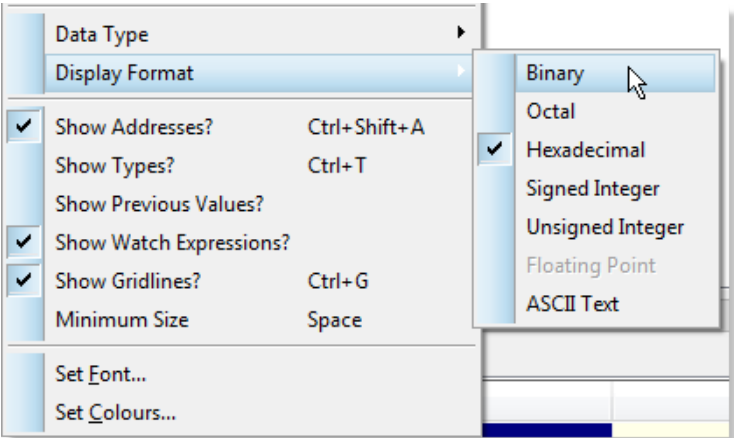 Data Type
Display Format
Show Addresses? Ctrl+Shift+A
Show Types? Ctrl+T
Show Previous Values?
Show Watch Expressions?
Show Gridlines? Ctrl+G
Minimum Size Space
Set Font...
Set Colours...
Binary
Octal
Hexadecimal
Signed Integer
Unsigned Integer
Floating Point
ASCII Text